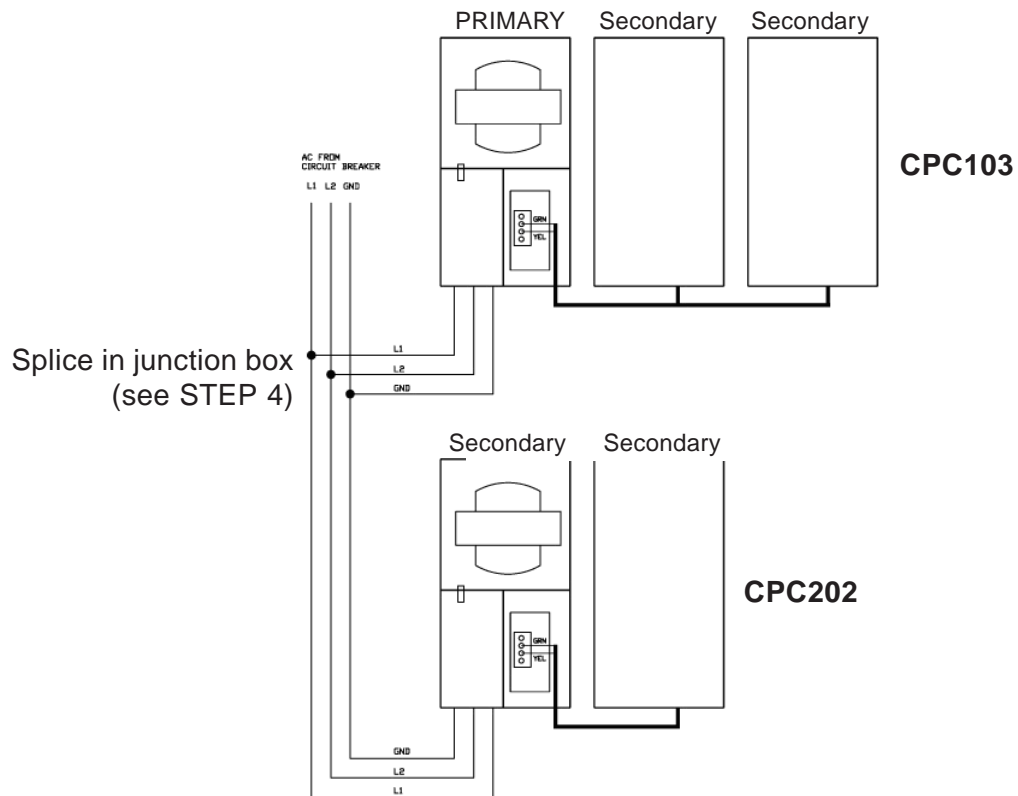 PRIMARY Secondary Secondary
AC FROM
CIRCUIT BREAKER
L1 L2 GND
CPC103
GRN
YEL
Splice in junction box
(see STEP 4)
L1
L2
GND
Secondary Secondary
CPC202
GRN
YEL
GND
L2
L1